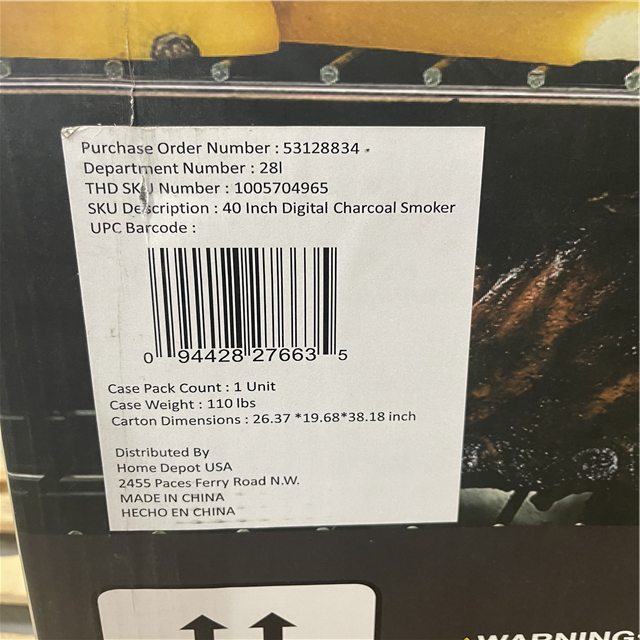 Purchase Order Number : 53128834
Department Number : 28I
THD SKU Number : 1005704965
SKU Description : 40 Inch Digital Charcoal Smoker
UPC Barcode :
0 94428 27663 5
Case Pack Count : 1 Unit
Case Weight : 110 lbs
Carton Dimensions : 26.37 *19.68*38.18 inch
Distributed By
Home Depot USA
2455 Paces Ferry Road N.W.
MADE IN CHINA
HECHO EN CHINA
WARNING